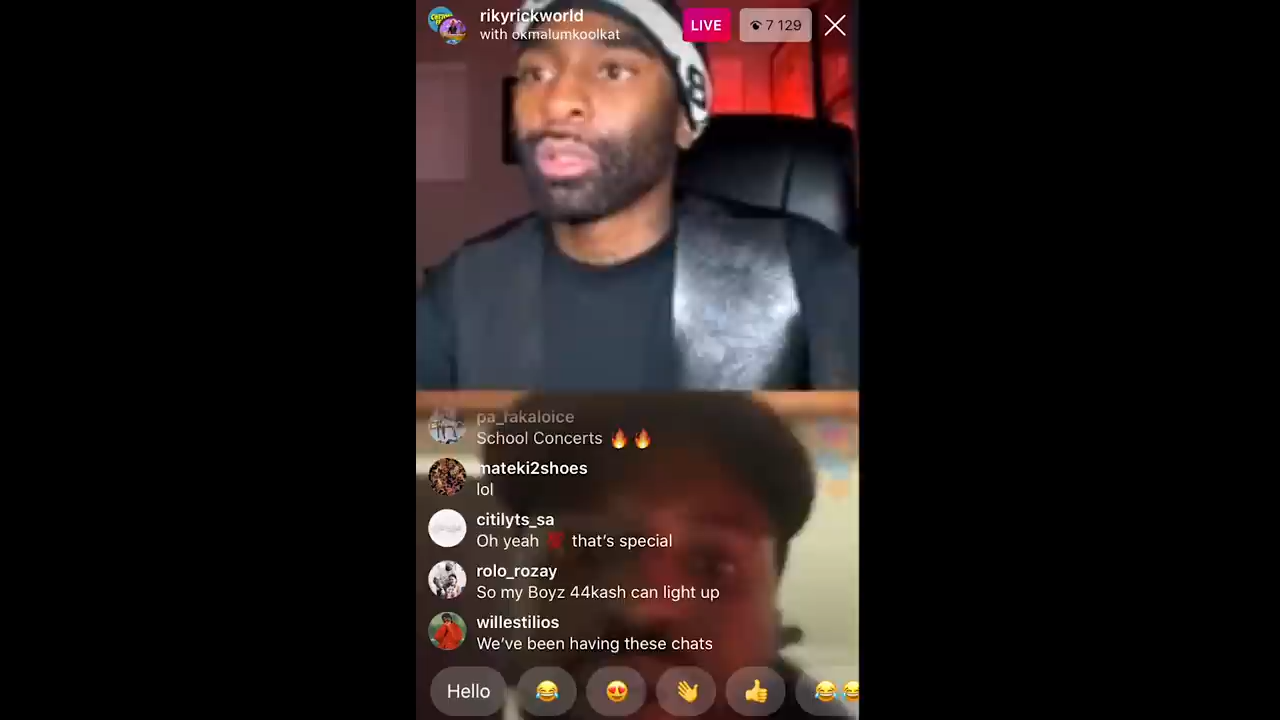 rikyrickworld
with okmalumkoolkat
LIVE
7 129
8
pa_rakaloice
School Concerts 🔥🔥
mateki2shoes
lol
citilyts_sa
Oh yeah 💯 that’s special
rolo_rozay
So my Boyz 44kash can light up
willestilios
We’ve been having these chats
Hello